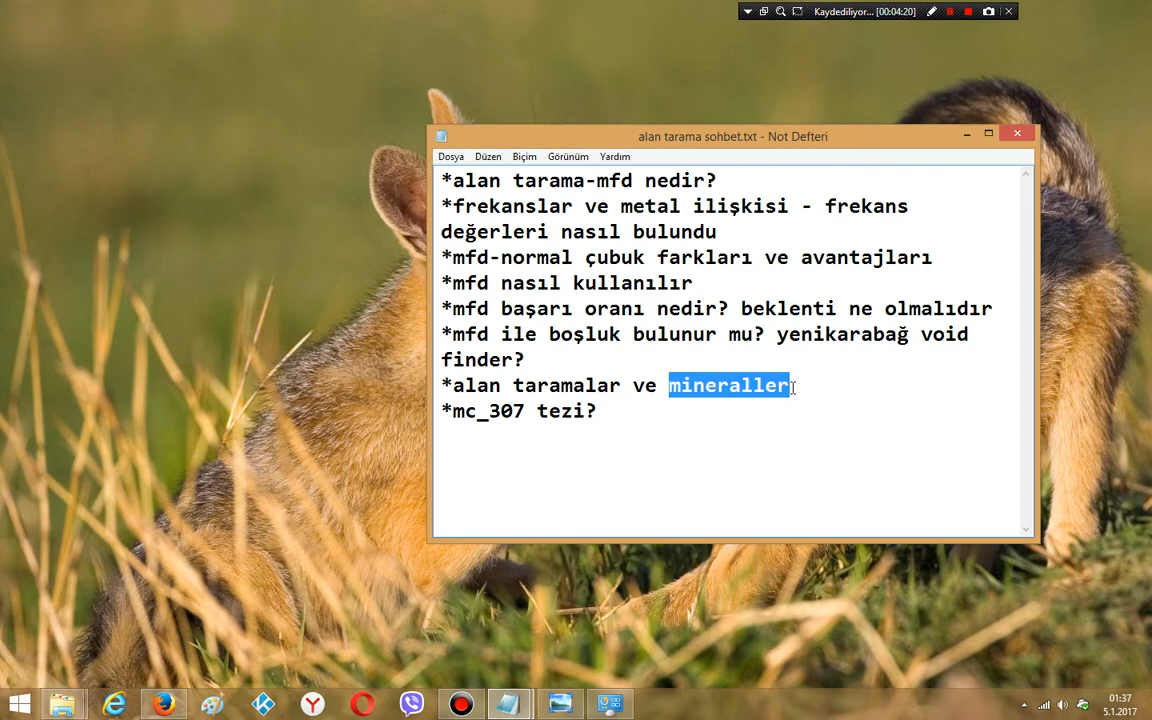 Kaydediliyor... [00:04:20]
alan tarama sohbet.txt - Not Defteri
Dosya Düzen Biçim Görünüm Yardım
*alan tarama-mfd nedir?
*frekanslar ve metal ilişkisi - frekans
değerleri nasıl bulundu
*mfd-normal çubuk farkları ve avantajları
*mfd nasıl kullanılır
*mfd başarı oranı nedir? beklenti ne olmalıdır
*mfd ile boşluk bulunur mu? yenikarabağ void
finder?
*alan taramalar ve mineraller
*mc_307 tezi?
01:37
5.1.2017